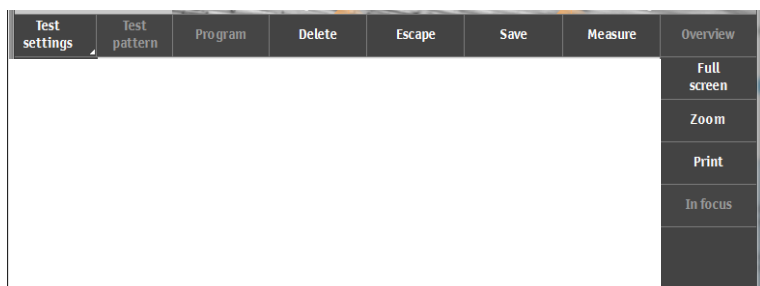 Test
settings
Test
pattern
Program
Delete
Escape
Save
Measure
Overview
Full
screen
Zoom
Print
In focus